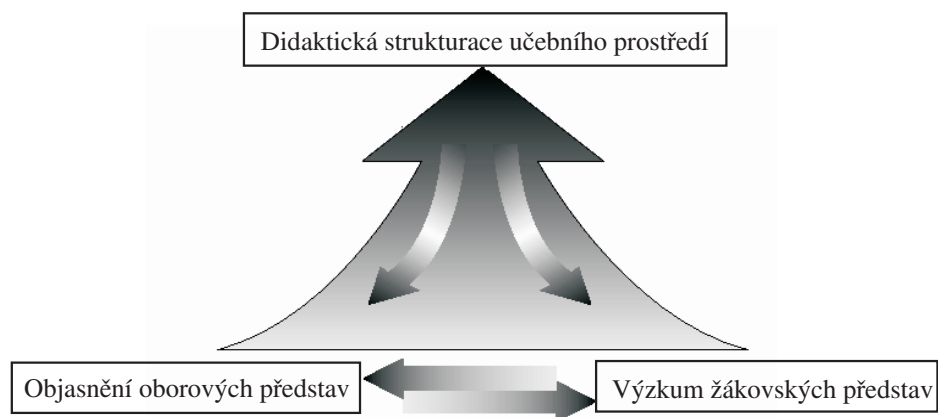 Didaktická strukturace učebního prostředí
Objasnění oborových představ
Výzkum žákovských představ